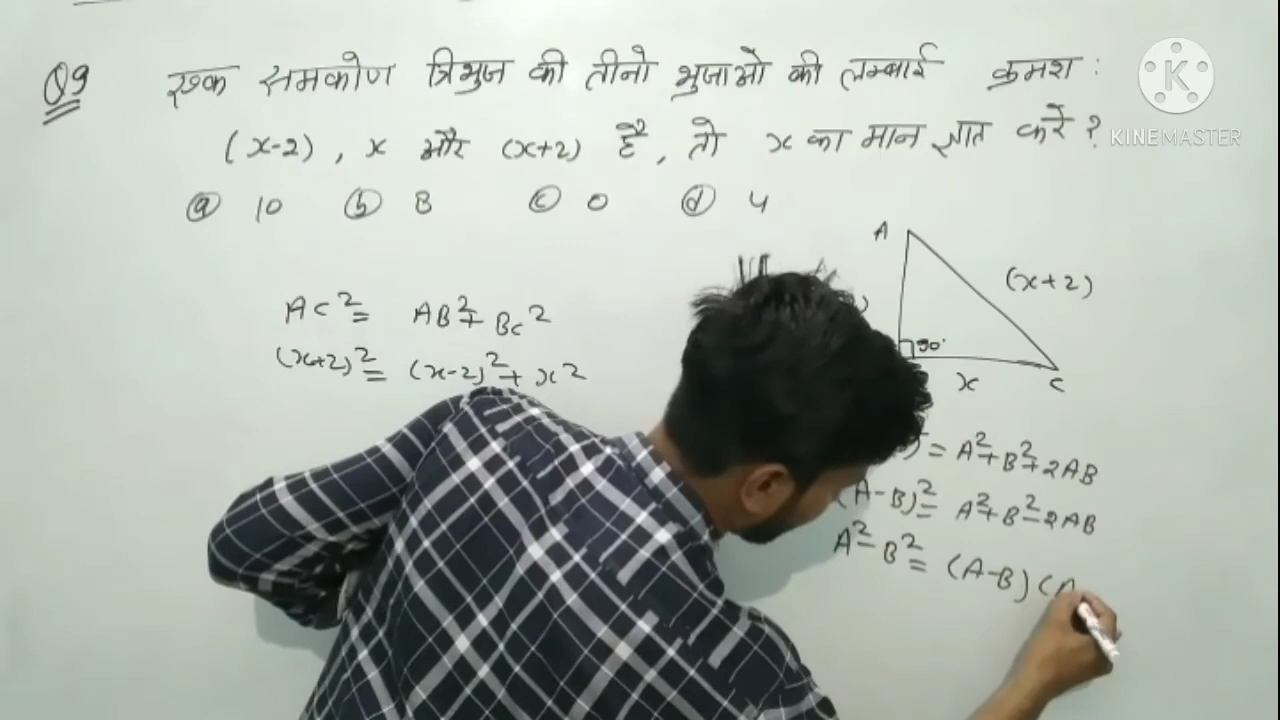 Q9 एक समकोण त्रिभुज की तीनो भुजाओ की लम्बाई क्रमश :
(x-2), x और (x+2) है, तो x का मान ज्ञात करें ?
ⓐ 10 ⓑ 8 ⓒ 0 ⓓ 4
K
KINEMASTER
A
(x+2)
90°
x
C
AC² = AB² + BC²
(x+2)² = (x-2)² + x²
)² = A² + B² + 2AB
(A-B)² = A² + B² - 2AB
A² - B² = (A-B) (A